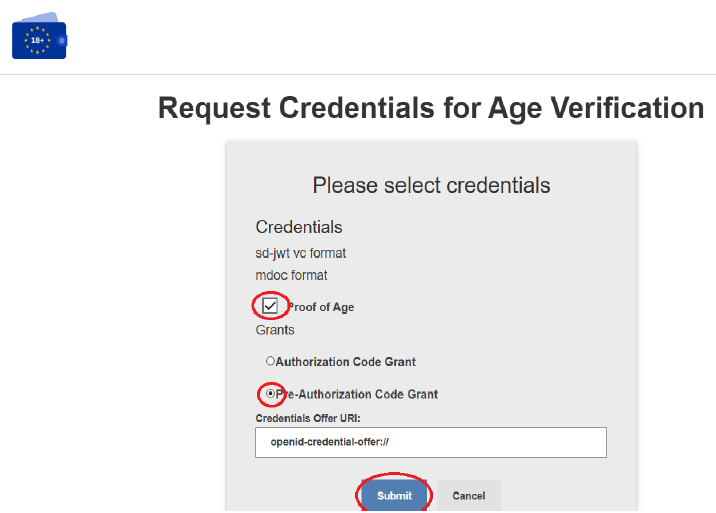 18+
Request Credentials for Age Verification
Please select credentials
Credentials
sd-jwt vc format
mdoc format
Proof of Age
Grants
Authorization Code Grant
Pre-Authorization Code Grant
Credentials Offer URI:
openid-credential-offer://
Submit Cancel